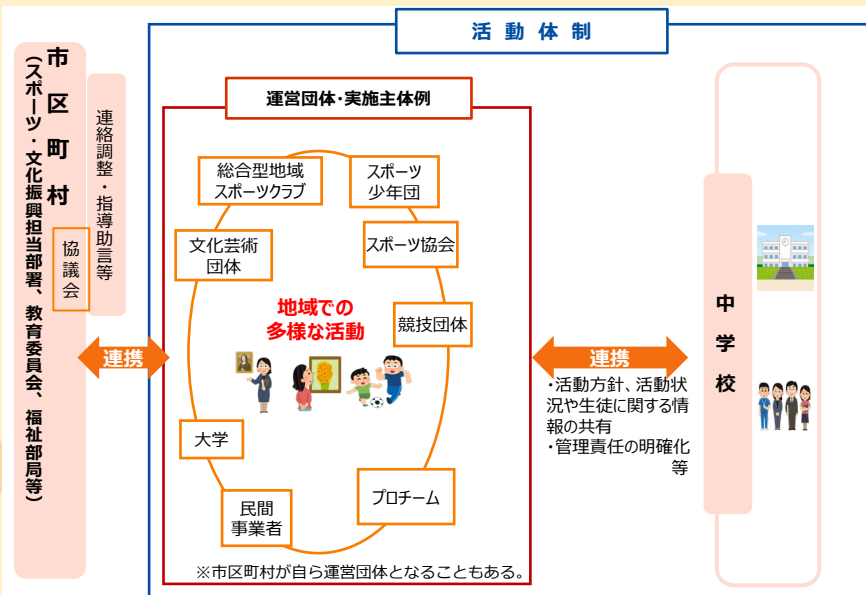 活動体制
市区町村
（スポーツ・文化振興担当部署、教育委員会、福祉部局等）
協議会
連絡調整・指導助言等
連携
運営団体・実施主体例
総合型地域
スポーツクラブ
スポーツ
少年団
文化芸術
団体
スポーツ協会
地域での
多様な活動
競技団体
大学
民間
事業者
プロチーム
※市区町村が自ら運営団体となることもある。
連携
・活動方針、活動状
況や生徒に関する情
報の共有
・管理責任の明確化
等
中学校